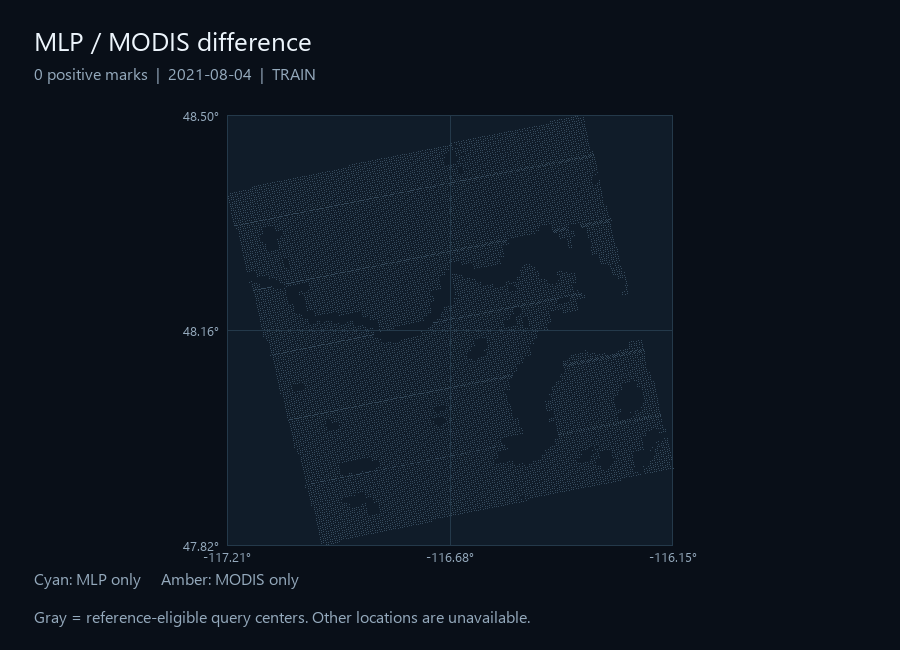 MLP / MODIS difference
0 positive marks | 2021-08-04 | TRAIN
48.50°
48.16°
47.82°
-117.21° -116.68° -116.15°
Cyan: MLP only Amber: MODIS only
Gray = reference-eligible query centers. Other locations are unavailable.